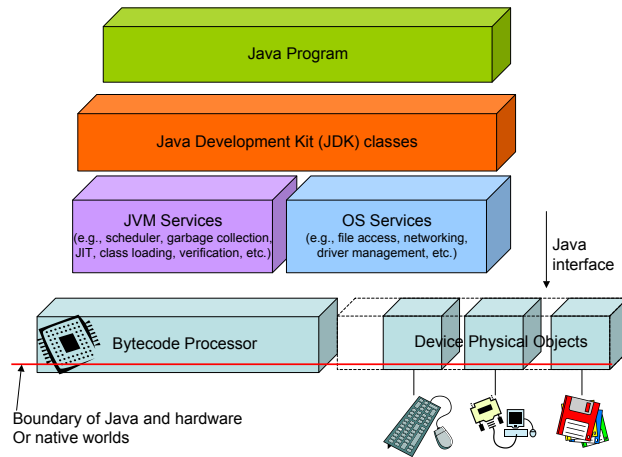 Java Program
Java Development Kit (JDK) classes
JVM Services
(e.g., scheduler, garbage collection,
JIT, class loading, verification, etc.)
OS Services
(e.g., file access, networking,
driver management, etc.)
Java
interface
Bytecode Processor
Device Physical Objects
Boundary of Java and hardware
Or native worlds